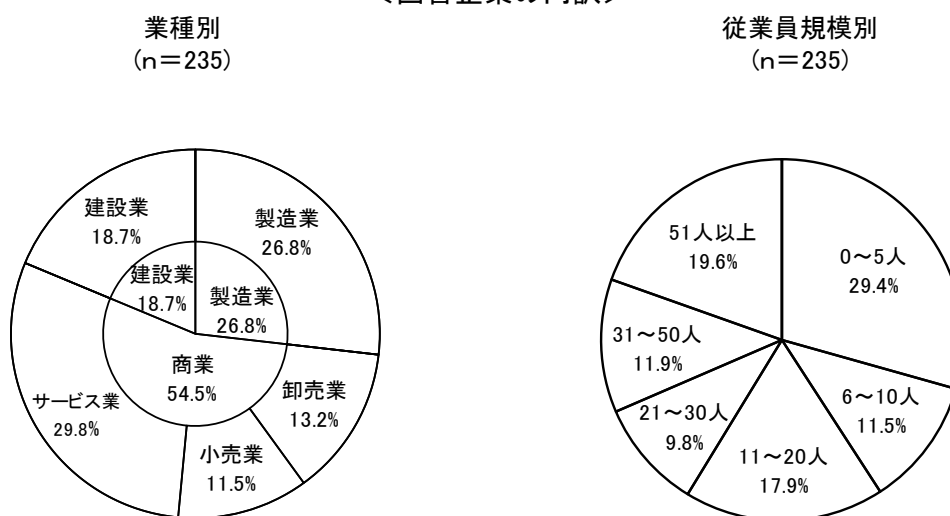 業種別
(n=235)
建設業
18.7%
製造業
26.8%
建設業
18.7%
製造業
26.8%
商業
54.5%
サービス業
29.8%
卸売業
13.2%
小売業
11.5%
従業員規模別
(n=235)
51人以上
19.6%
0~5人
29.4%
31~50人
11.9%
6~10人
11.5%
21~30人
9.8%
11~20人
17.9%